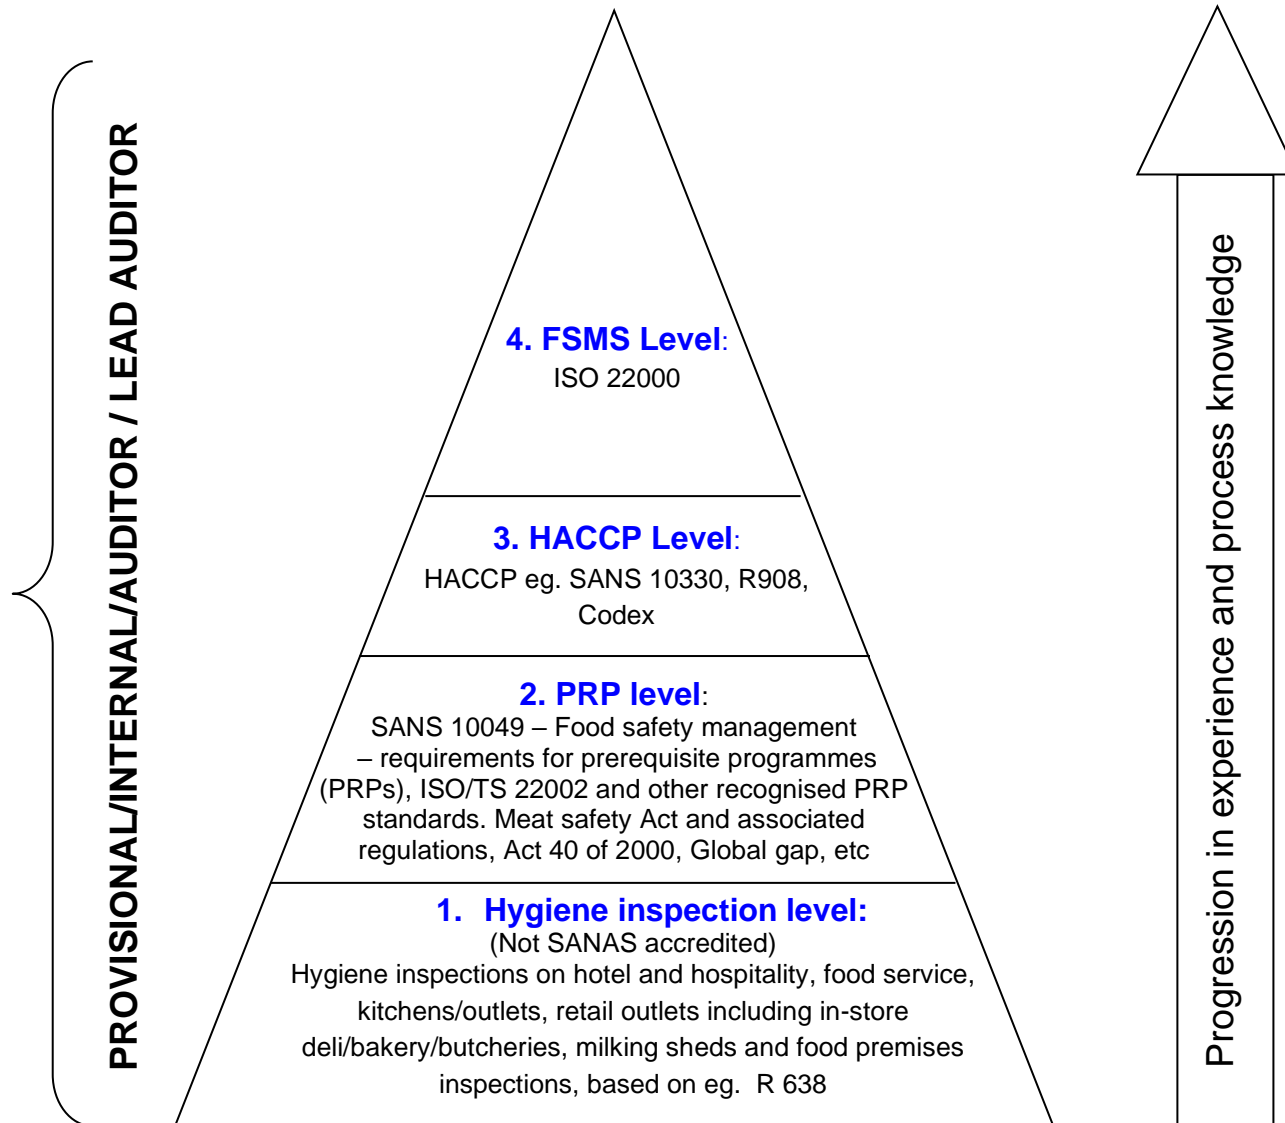 PROVISIONAL/INTERNAL/AUDITOR / LEAD AUDITOR
4. FSMS Level:
ISO 22000
3. HACCP Level:
HACCP eg. SANS 10330, R908,
Codex
2. PRP level:
SANS 10049 – Food safety management
– requirements for prerequisite programmes
(PRPs), ISO/TS 22002 and other recognised PRP
standards. Meat safety Act and associated
regulations, Act 40 of 2000, Global gap, etc
1. Hygiene inspection level:
(Not SANAS accredited)
Hygiene inspections on hotel and hospitality, food service,
kitchens/outlets, retail outlets including in-store
deli/bakery/butcheries, milking sheds and food premises
inspections, based on eg. R 638
Progression in experience and process knowledge